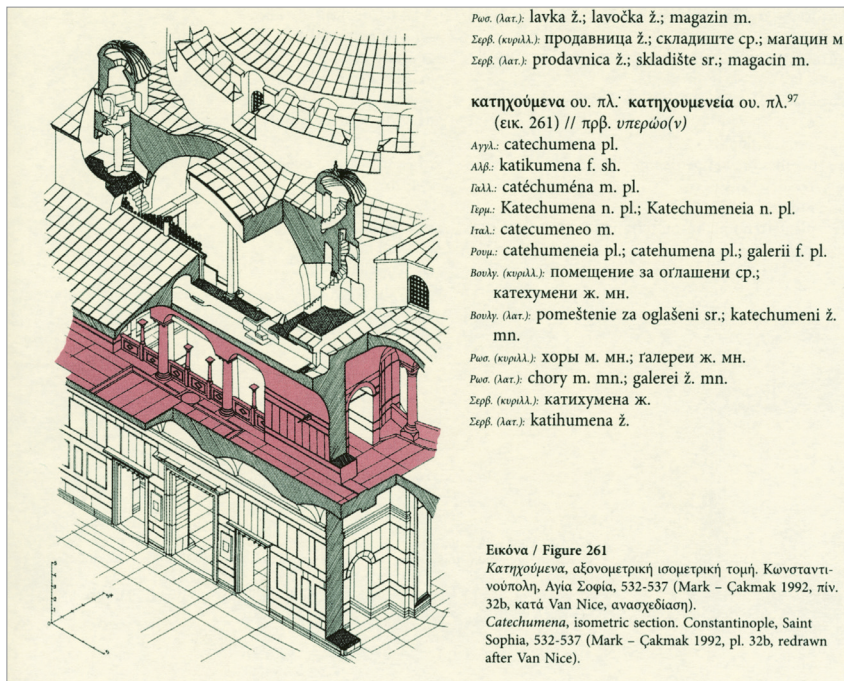 Ρωσ. (λατ.): lavka ž.; lavočka ž.; magazin m.
Σερβ. (κυριλλ.): продавница ž.; складиште ср.; магацин м
Σερβ. (λατ.): prodavnica ž.; skladište sr.; magacin m.
κατηχούμενα ου. πλ.· κατηχουμενεία ου. πλ.97
(εικ. 261) // πρβ. υπερώο(ν)
Αγγλ.: catechumena pl.
Αλβ.: katikumena f. sh.
Γαλλ.: catéchuména m. pl.
Γερμ.: Katechumena n. pl.; Katechumeneia n. pl.
Ιταλ.: catecumeneo m.
Ρουμ.: catehumeneia pl.; catehumena pl.; galerii f. pl.
Βουλγ. (κυριλλ.): помещение за оглашени ср.;
катехумени ж. мн.
Βουλγ. (λατ.): pomeštenie za oglašeni sr.; katechumeni ž.
mn.
Ρωσ. (κυριλλ.): хоры м. мн.; галереи ж. мн.
Ρωσ. (λατ.): chory m. mn.; galerei ž. mn.
Σερβ. (κυριλλ.): катихумена ж.
Σερβ. (λατ.): katihumena ž.
Εικόνα / Figure 261
Κατηχούμενα, αξονομετρική ισομετρική τομή. Κωνσταντι-
νούπολη, Αγία Σοφία, 532-537 (Mark – Çakmak 1992, πίν.
32b, κατά Van Nice, ανασχεδίαση).
Catechumena, isometric section. Constantinople, Saint
Sophia, 532-537 (Mark – Çakmak 1992, pl. 32b, redrawn
after Van Nice).